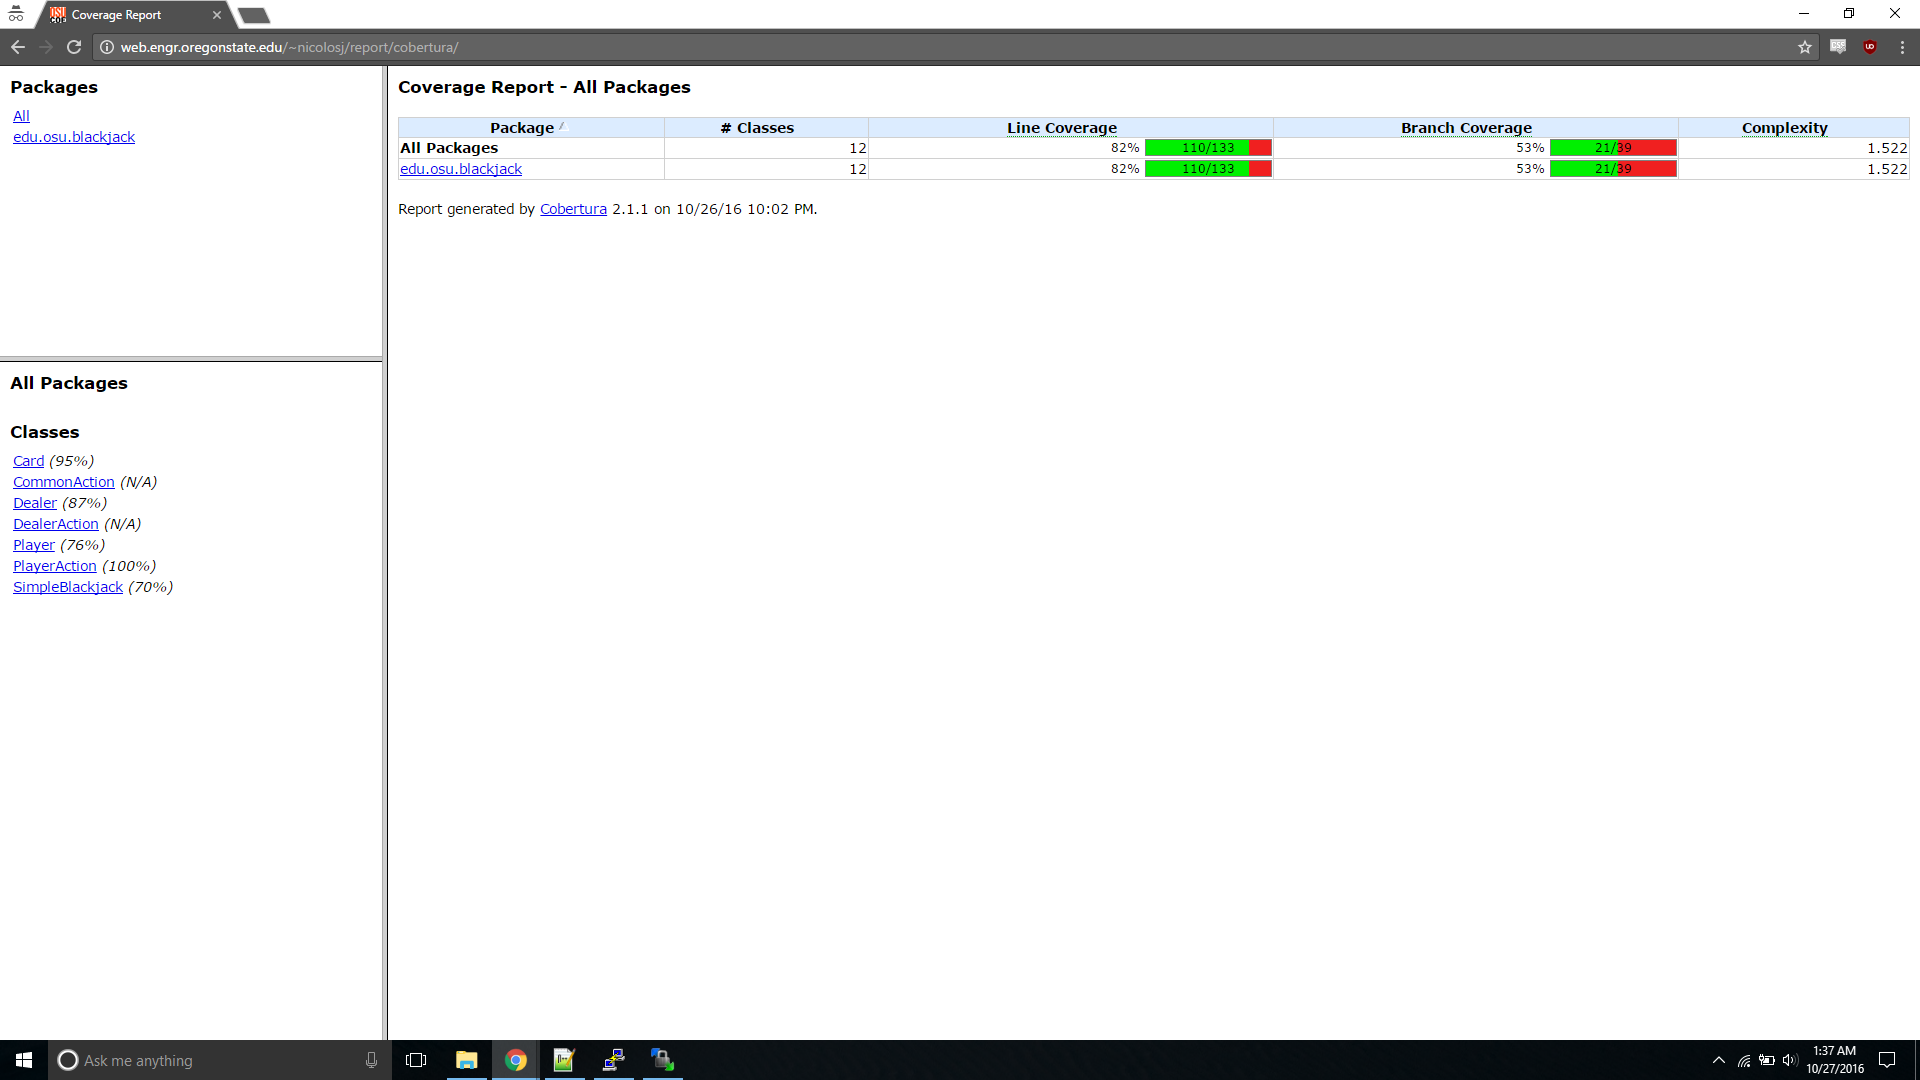 Coverage Report
web.engr.oregonstate.edu/~nicolosj/report/cobertura/
Packages
All
edu.osu.blackjack
All Packages
Classes
Card (95%)
CommonAction (N/A)
Dealer (87%)
DealerAction (N/A)
Player (76%)
PlayerAction (100%)
SimpleBlackjack (70%)
Coverage Report - All Packages
Package # Classes Line Coverage Branch Coverage Complexity
All Packages 12 82% 110/133 53% 21/39 1.522
edu.osu.blackjack 12 82% 110/133 53% 21/39 1.522
Report generated by Cobertura 2.1.1 on 10/26/16 10:02 PM.
Ask me anything
1:37 AM
10/27/2016